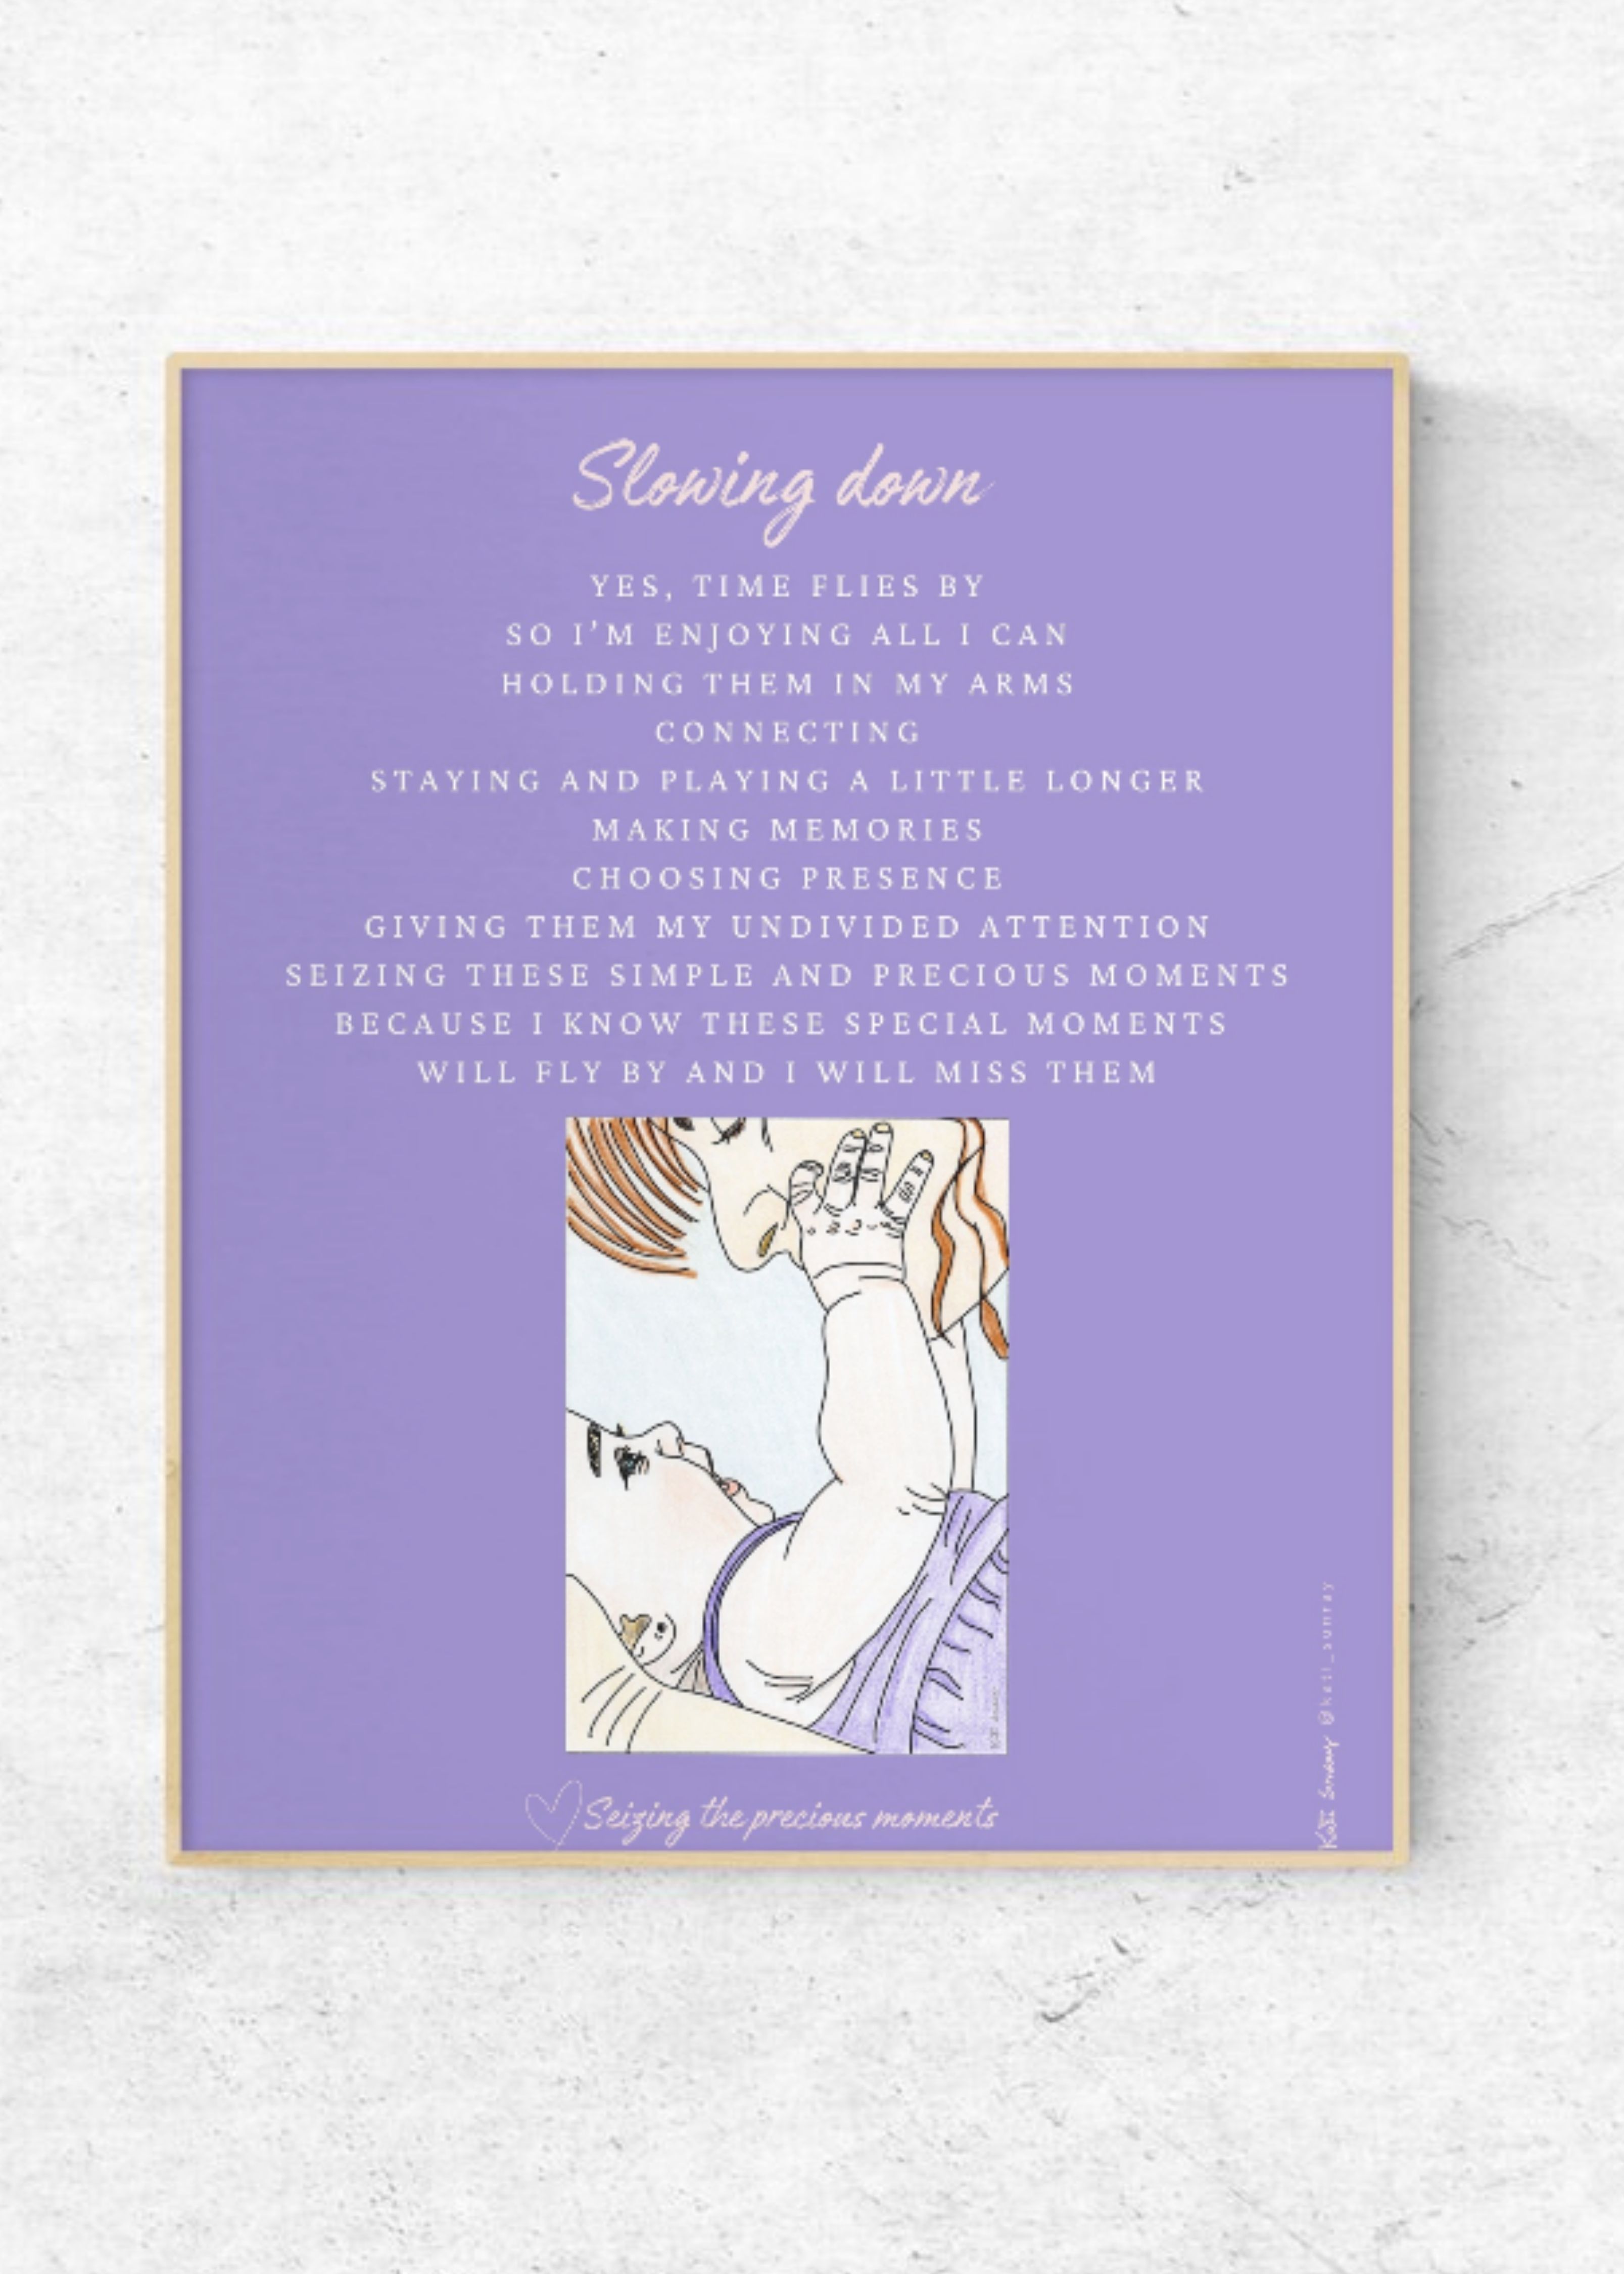 Slowing down
YES, TIME FLIES BY
SO I’M ENJOYING ALL I CAN
HOLDING THEM IN MY ARMS
CONNECTING
STAYING AND PLAYING A LITTLE LONGER
MAKING MEMORIES
CHOOSING PRESENCE
GIVING THEM MY UNDIVIDED ATTENTION
SEIZING THESE SIMPLE AND PRECIOUS MOMENTS
BECAUSE I KNOW THESE SPECIAL MOMENTS
WILL FLY BY AND I WILL MISS THEM
Seizing the precious moments
Kati Sunray @kati_sunray